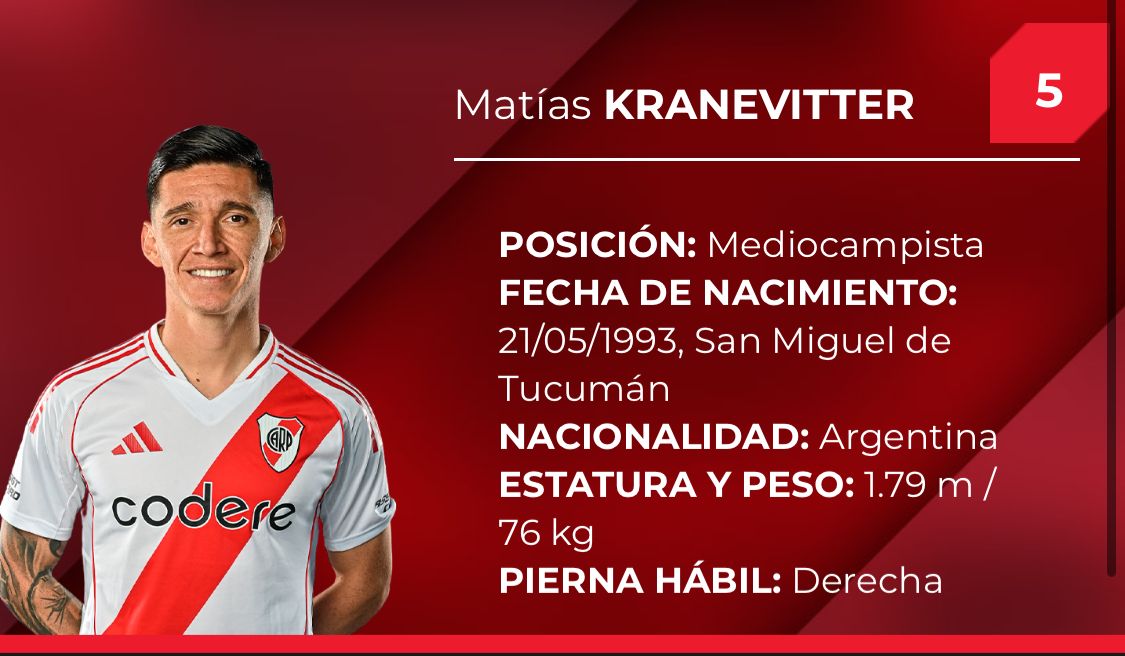 Matías KRANEVITTER
5
POSICIÓN: Mediocampista
FECHA DE NACIMIENTO:
21/05/1993, San Miguel de
Tucumán
NACIONALIDAD: Argentina
ESTATURA Y PESO: 1.79 m /
76 kg
PIERNA HÁBIL: Derecha
CARP
codere